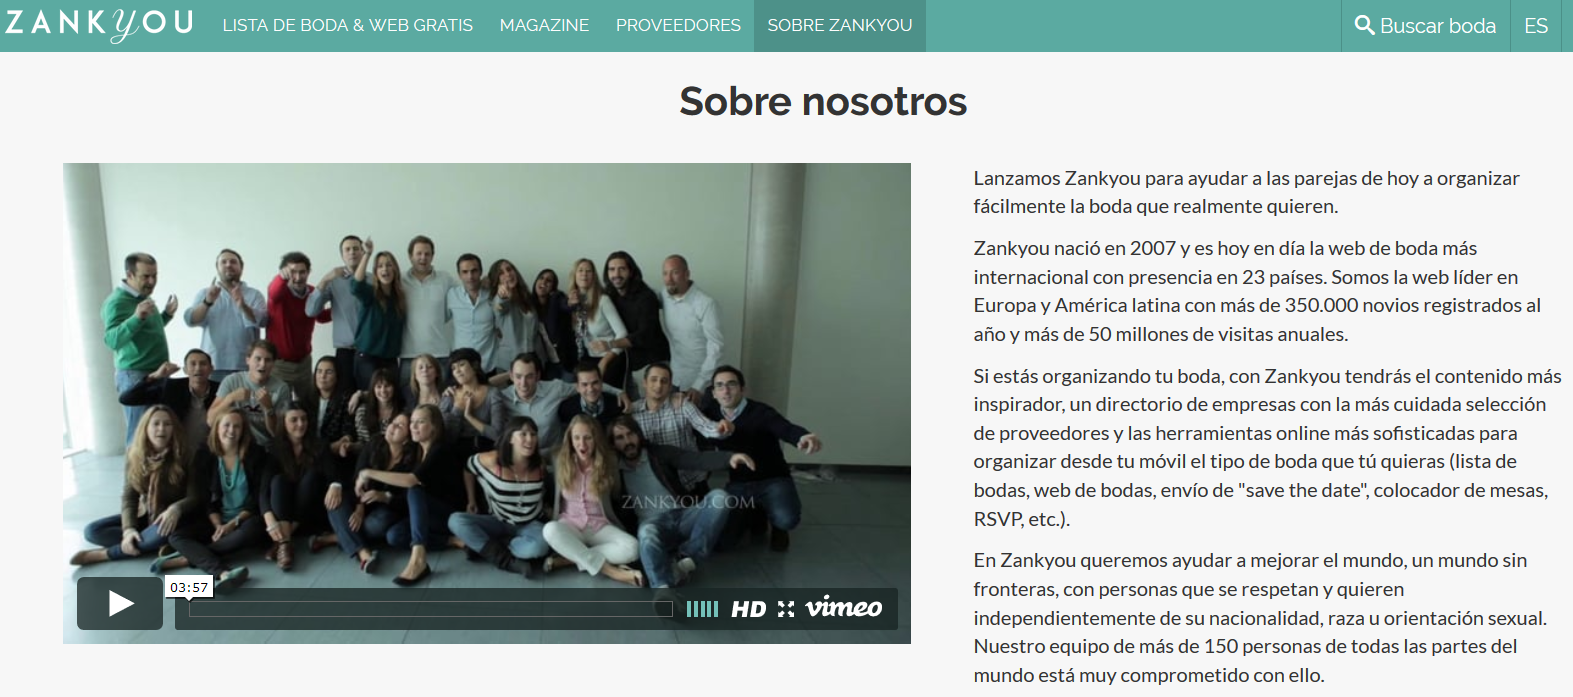 ZANKYOU LISTA DE BODA & WEB GRATIS MAGAZINE PROVEEDORES SOBRE ZANKYOU Buscar boda ES
Sobre nosotros
ZANKYOU.COM
03:57
HD vimeo
Lanzamos Zankyou para ayudar a las parejas de hoy a organizar
fácilmente la boda que realmente quieren.
Zankyou nació en 2007 y es hoy en día la web de boda más
internacional con presencia en 23 países. Somos la web líder en
Europa y América latina con más de 350.000 novios registrados al
año y más de 50 millones de visitas anuales.
Si estás organizando tu boda, con Zankyou tendrás el contenido más
inspirador, un directorio de empresas con la más cuidada selección
de proveedores y las herramientas online más sofisticadas para
organizar desde tu móvil el tipo de boda que tú quieras (lista de
bodas, web de bodas, envío de "save the date", colocador de mesas,
RSVP, etc.).
En Zankyou queremos ayudar a mejorar el mundo, un mundo sin
fronteras, con personas que se respetan y quieren
independientemente de su nacionalidad, raza u orientación sexual.
Nuestro equipo de más de 150 personas de todas las partes del
mundo está muy comprometido con ello.